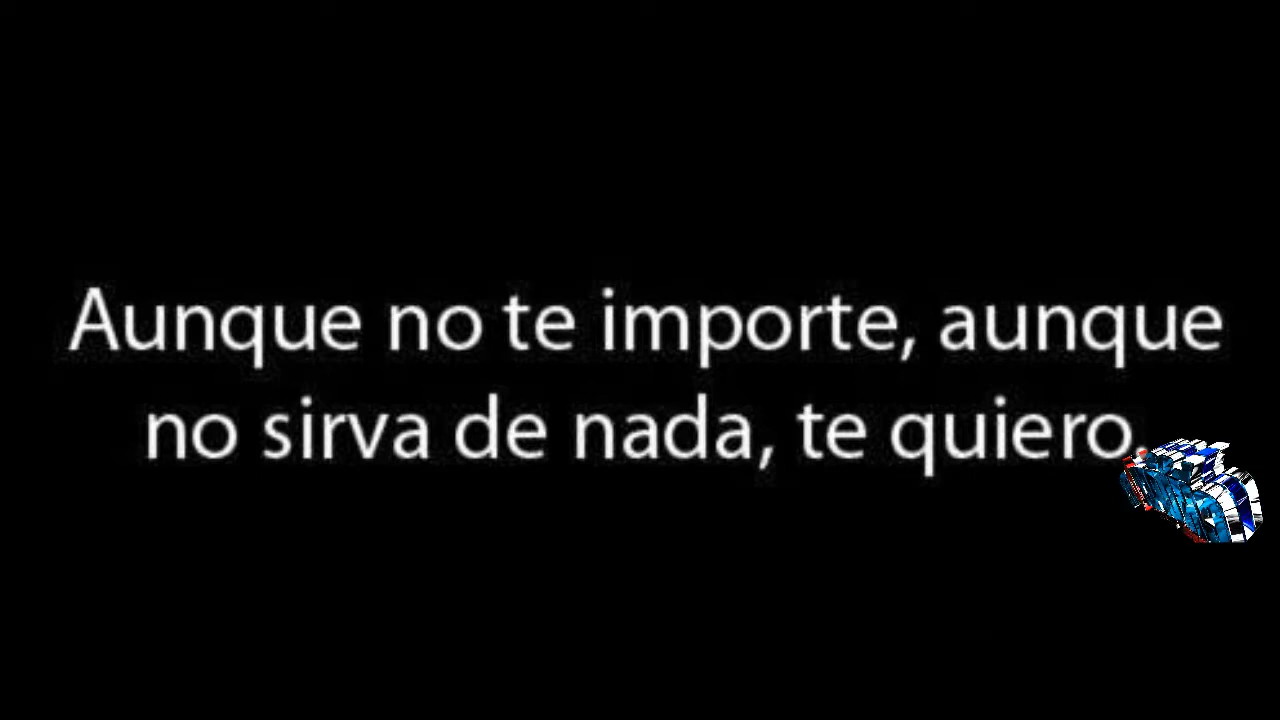 Aunque no te importe, aunque
no sirva de nada, te quiero.